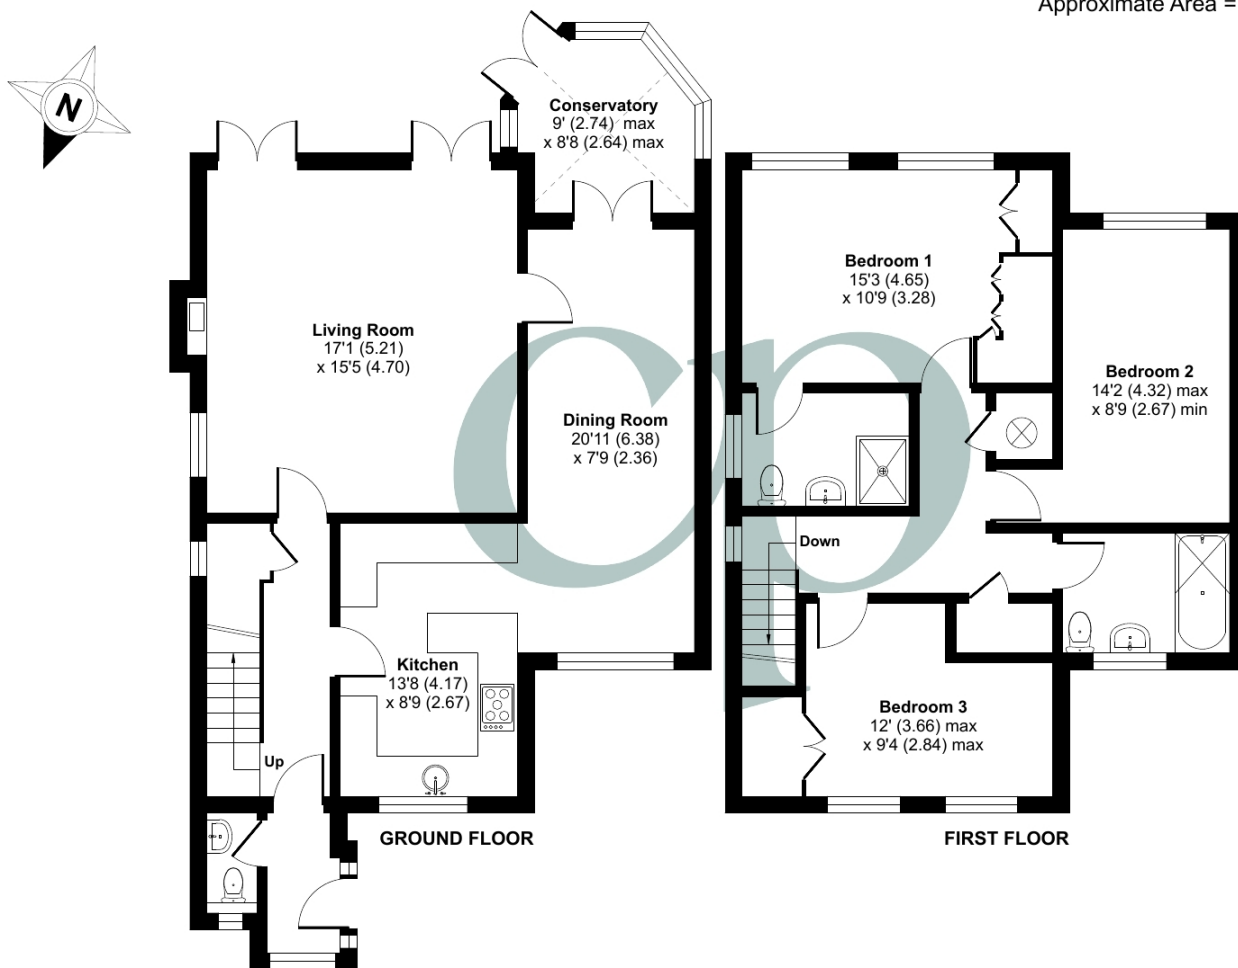 Approximate Area =
N
Conservatory
9' (2.74) max
x 8'8 (2.64) max
Living Room
17'1 (5.21)
x 15'5 (4.70)
Dining Room
20'11 (6.38)
x 7'9 (2.36)
Kitchen
13'8 (4.17)
x 8'9 (2.67)
Up
GROUND FLOOR
Bedroom 1
15'3 (4.65)
x 10'9 (3.28)
Bedroom 2
14'2 (4.32) max
x 8'9 (2.67) min
Down
Bedroom 3
12' (3.66) max
x 9'4 (2.84) max
FIRST FLOOR
cp